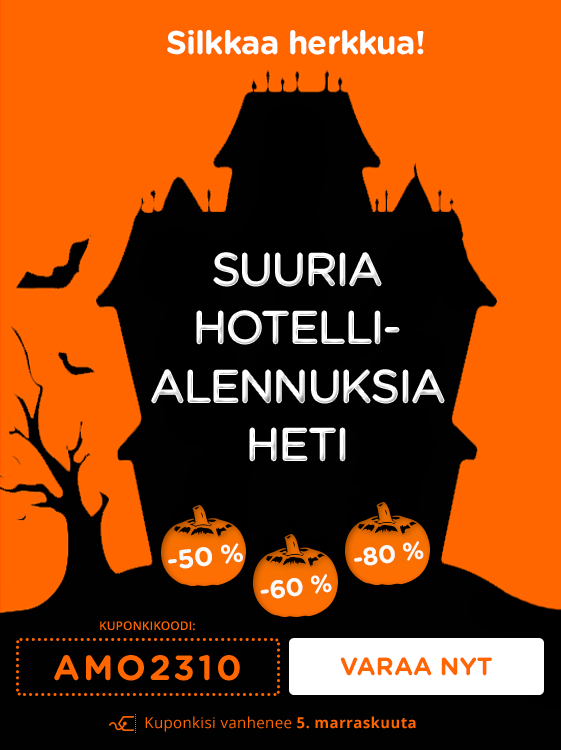 Silkkaa herkkua!
SUURIA
HOTELLI-
ALENNUKSIA
HETI
-50 %
-60 %
-80 %
KUPONKIKOODI:
AMO2310
VARAA NYT
Kuponkisi vanhenee 5. marraskuuta